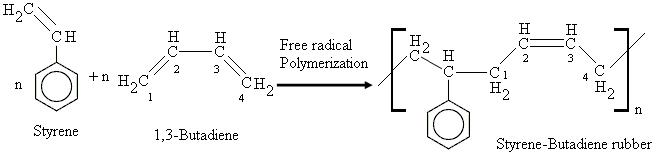 H2C
C
H
n
Styrene
+ n
H2C
1
H
C
2
H
C
3
CH2
4
1,3-Butadiene
Free radical
Polymerization
H2
C
H
C
C
H2
1
H
C
2
H
C
3
4
C
H2
n
Styrene-Butadiene rubber